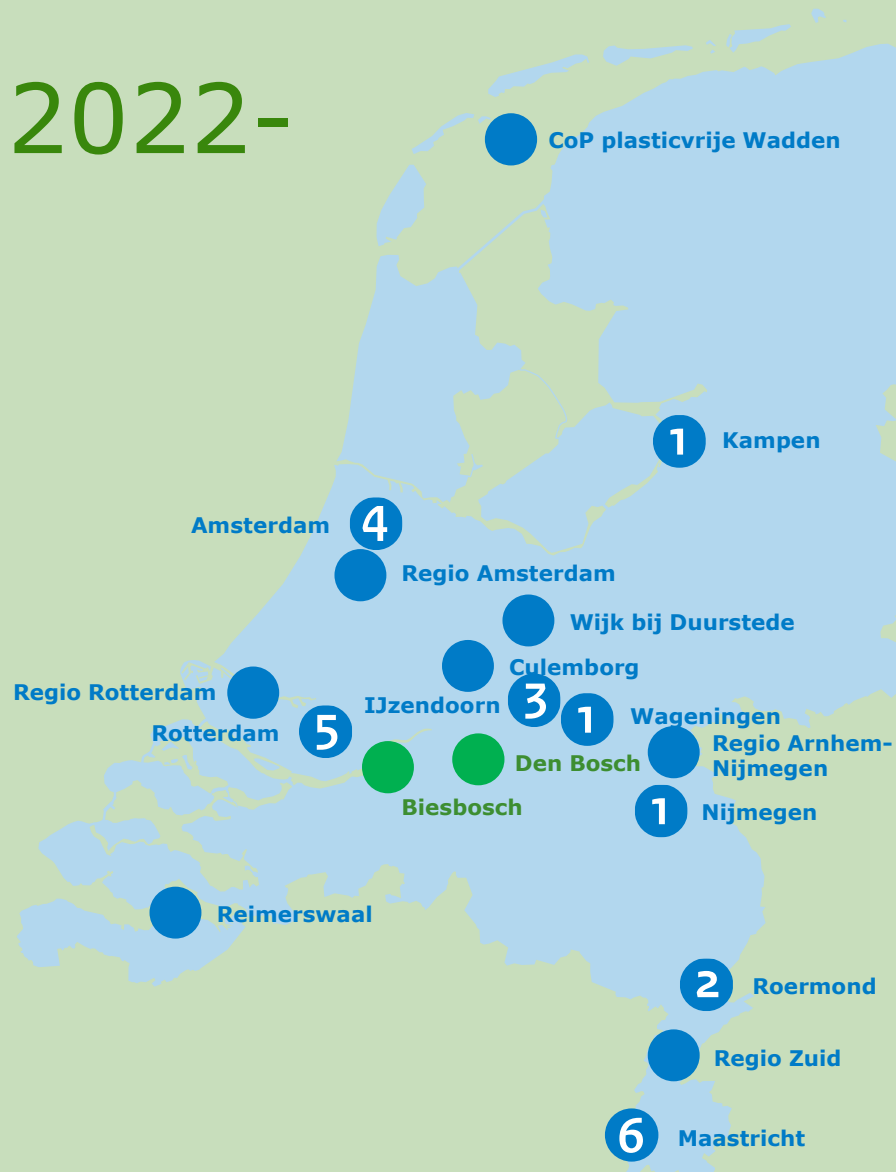 2022-
CoP plasticvrije Wadden
1 Kampen
Amsterdam 4
Regio Amsterdam
Wijk bij Duurstede
Culemborg
Regio Rotterdam
IJzendoorn 3
1 Wageningen
Rotterdam 5
Regio Arnhem-
Nijmegen
Den Bosch
Biesbosch
1 Nijmegen
Reimerswaal
2 Roermond
Regio Zuid
6 Maastricht